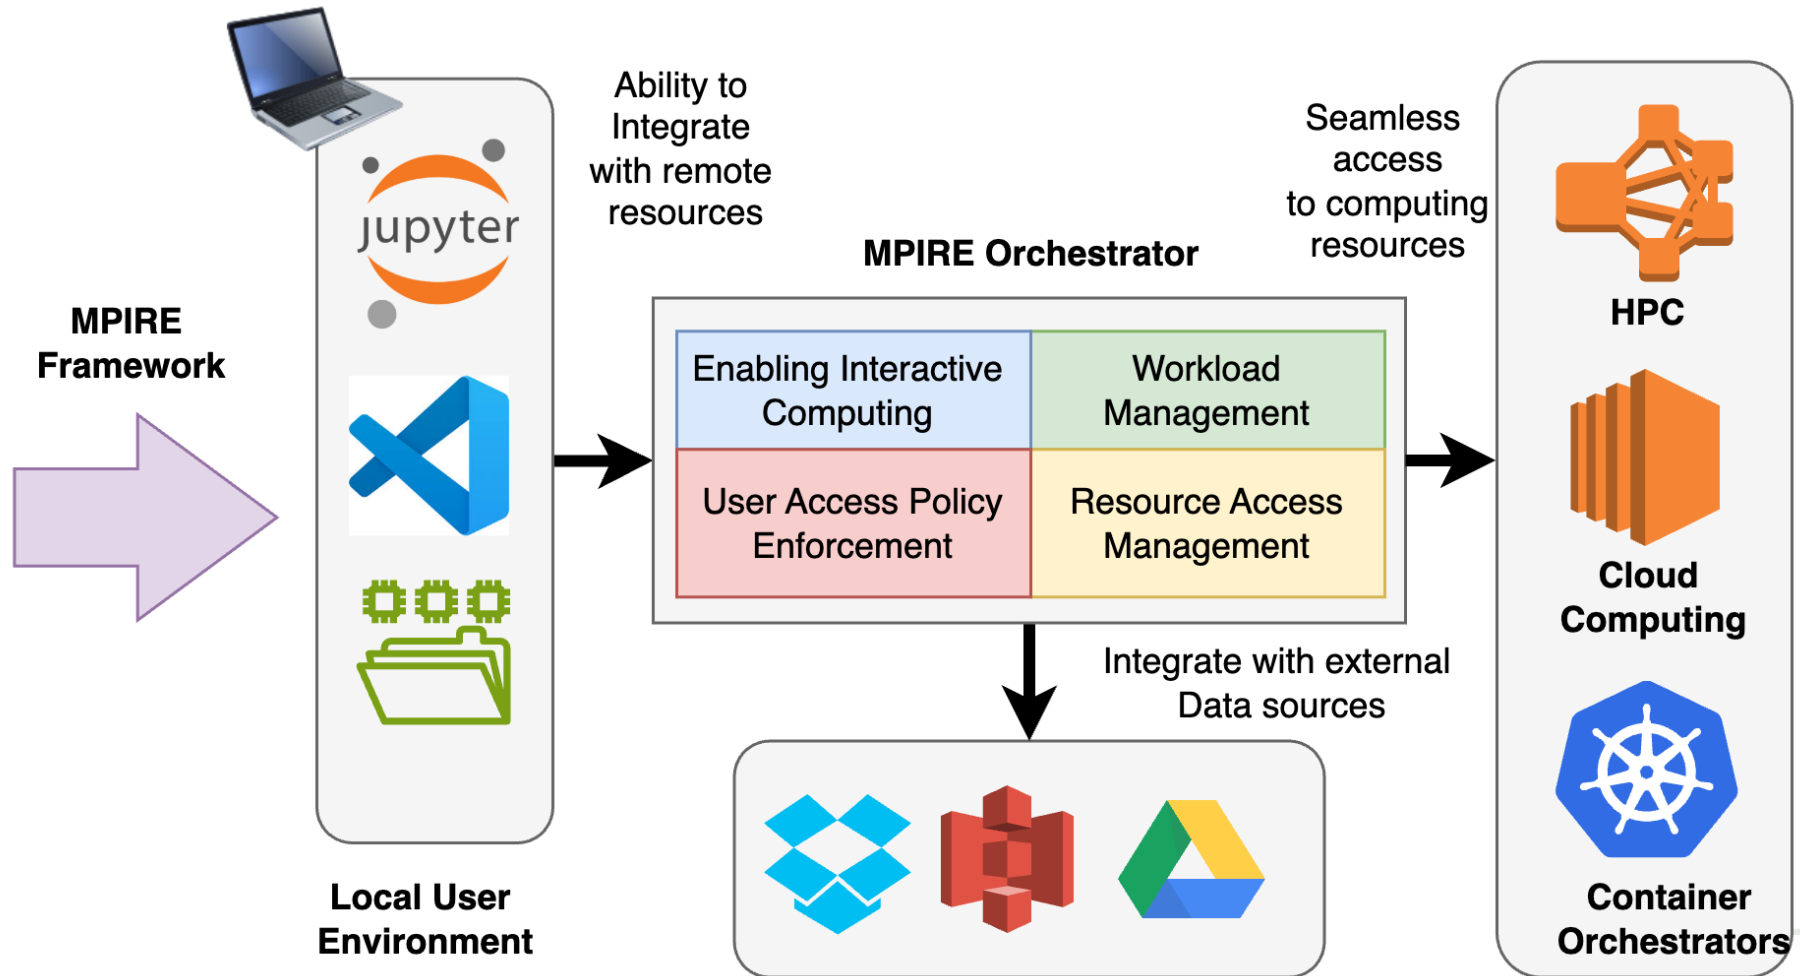 MPIRE
Framework
jupyter
Local User
Environment
Ability to
Integrate
with remote
resources
MPIRE Orchestrator
Enabling Interactive
Computing
Workload
Management
User Access Policy
Enforcement
Resource Access
Management
Integrate with external
Data sources
Seamless
access
to computing
resources
HPC
Cloud
Computing
Container
Orchestrators